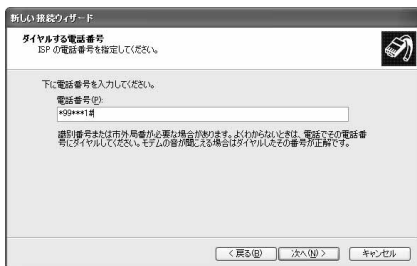 新しい接続ウィザード
ダイヤルする電話番号
ISP の電話番号を指定してください。
下に電話番号を入力してください。
電話番号(P):
*99***1#
識別番号または市外局番が必要な場合があります。よくわからないときは、電話でその電話番
号にダイヤルしてください。モデムの音が聞こえる場合はダイヤルしたその番号が正解です。
< 戻る(B)
次へ(N) >
キャンセル